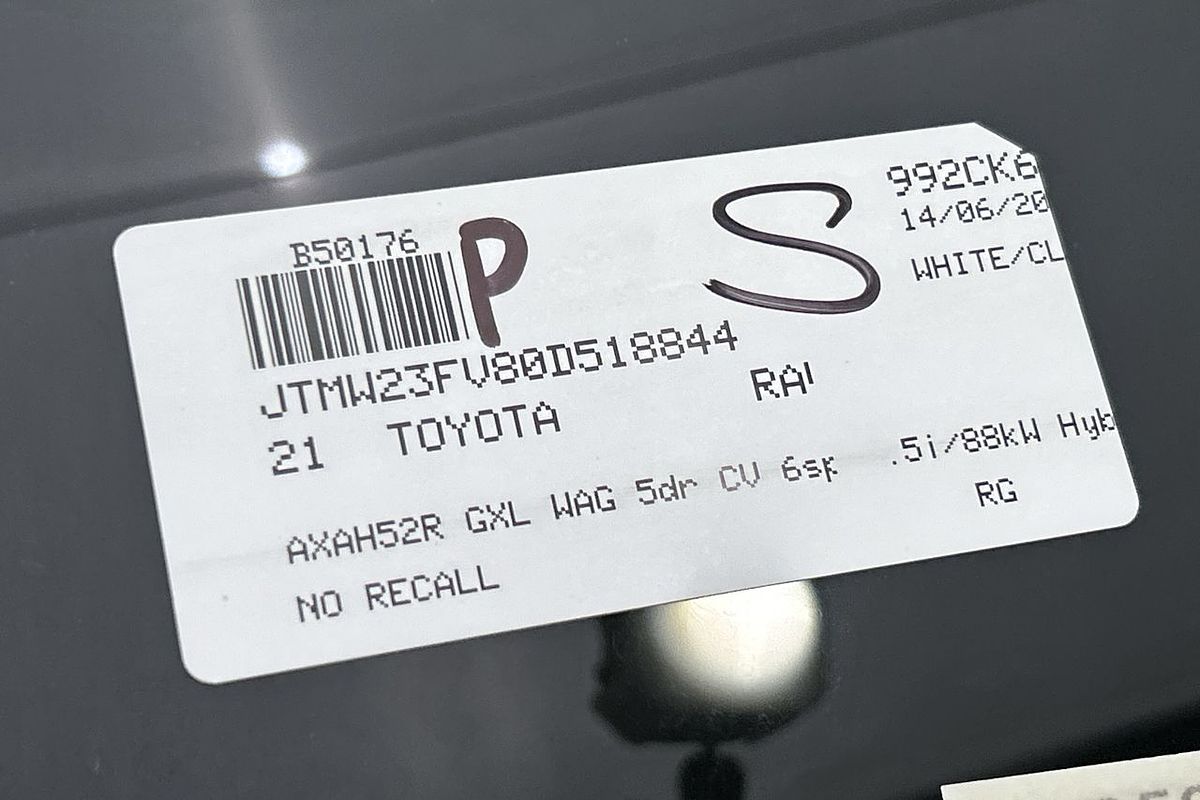 B50176 P S 992CK6
14/06/20
WHITE/CL
JTMW23FV80D518844
21 TOYOTA RA
AXAH52R GXL WAG 5dr CV 6sp .5i/88kW Hyb
RG
NO RECALL